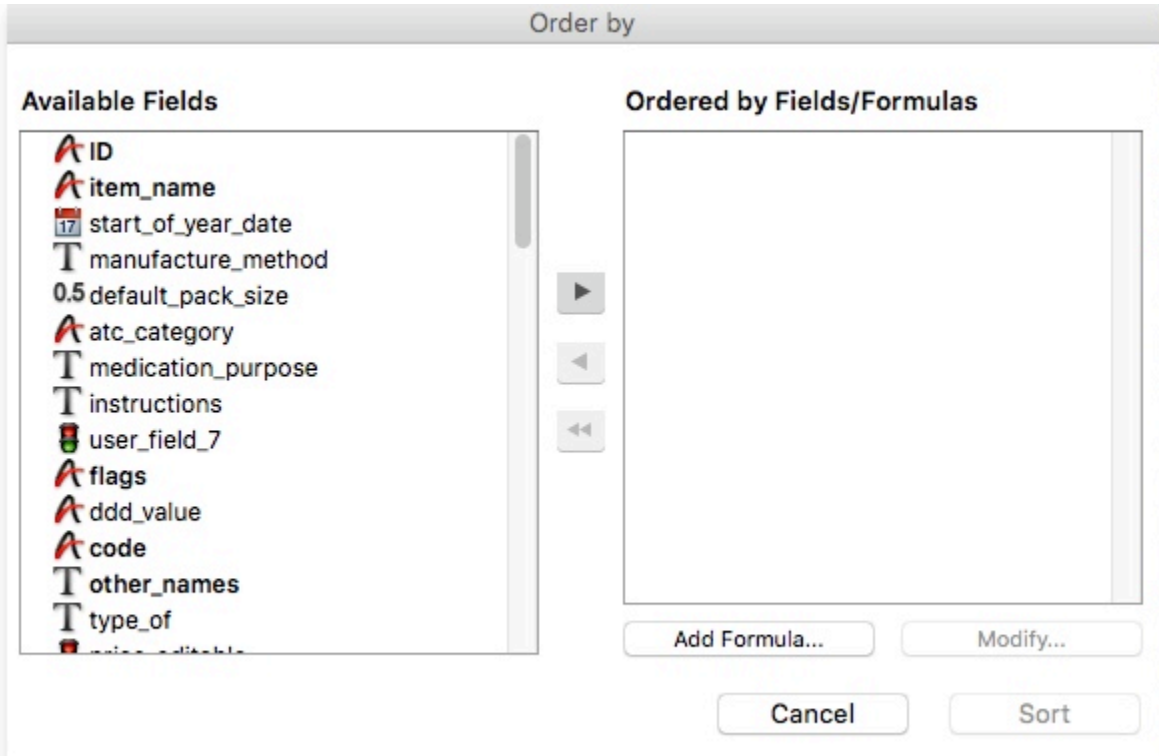 Order by
Available Fields
ID
item_name
17 start_of_year_date
manufacture_method
0.5 default_pack_size
atc_category
medication_purpose
instructions
user_field_7
flags
ddd_value
code
other_names
type_of
Ordered by Fields/Formulas
Add Formula...
Modify...
Cancel
Sort